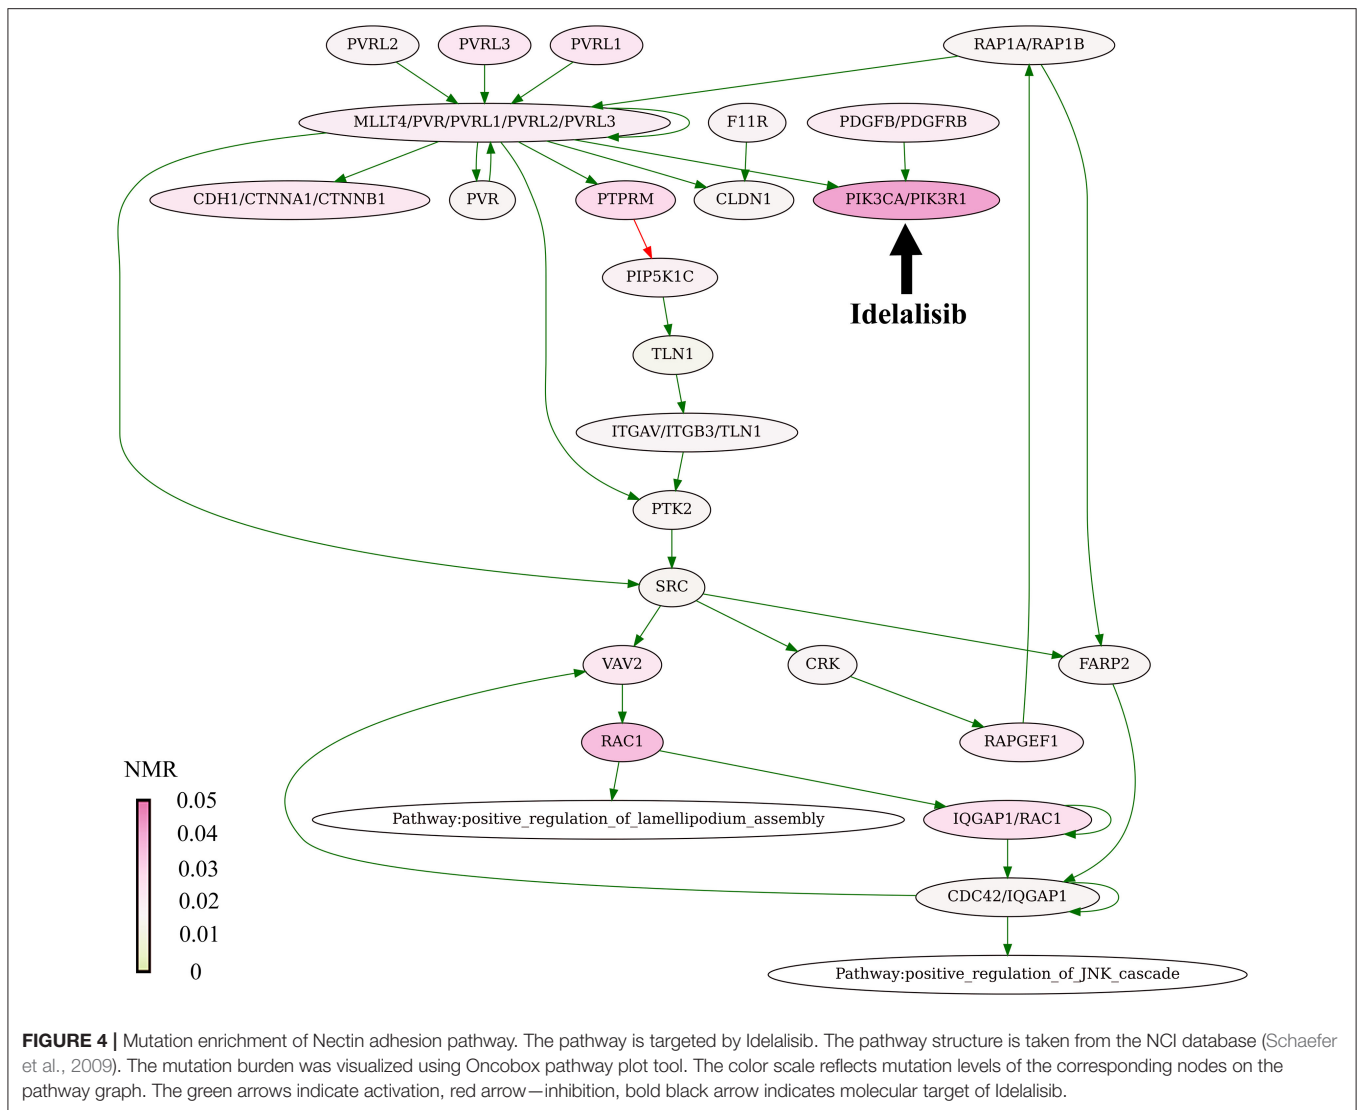 PVRL2
PVRL3
PVRL1
RAP1A/RAP1B
MLLT4/PVR/PVRL1/PVRL2/PVRL3
F11R
PDGFB/PDGFRB
CDH1/CTNNA1/CTNNB1
PVR
PTPRM
CLDN1
PIK3CA/PIK3R1
PIP5K1C
Idelalisib
TLN1
ITGAV/ITGB3/TLN1
PTK2
SRC
VAV2
CRK
FARP2
RAC1
RAPGEF1
NMR
0.05
0.04
0.03
0.02
0.01
0
Pathway:positive_regulation_of_lamellipodium_assembly
IQGAP1/RAC1
CDC42/IQGAP1
Pathway:positive_regulation_of_JNK_cascade
FIGURE 4 | Mutation enrichment of Nectin adhesion pathway. The pathway is targeted by Idelalisib. The pathway structure is taken from the NCI database (Schaefer
et al., 2009). The mutation burden was visualized using Oncobox pathway plot tool. The color scale reflects mutation levels of the corresponding nodes on the
pathway graph. The green arrows indicate activation, red arrow—inhibition, bold black arrow indicates molecular target of Idelalisib.